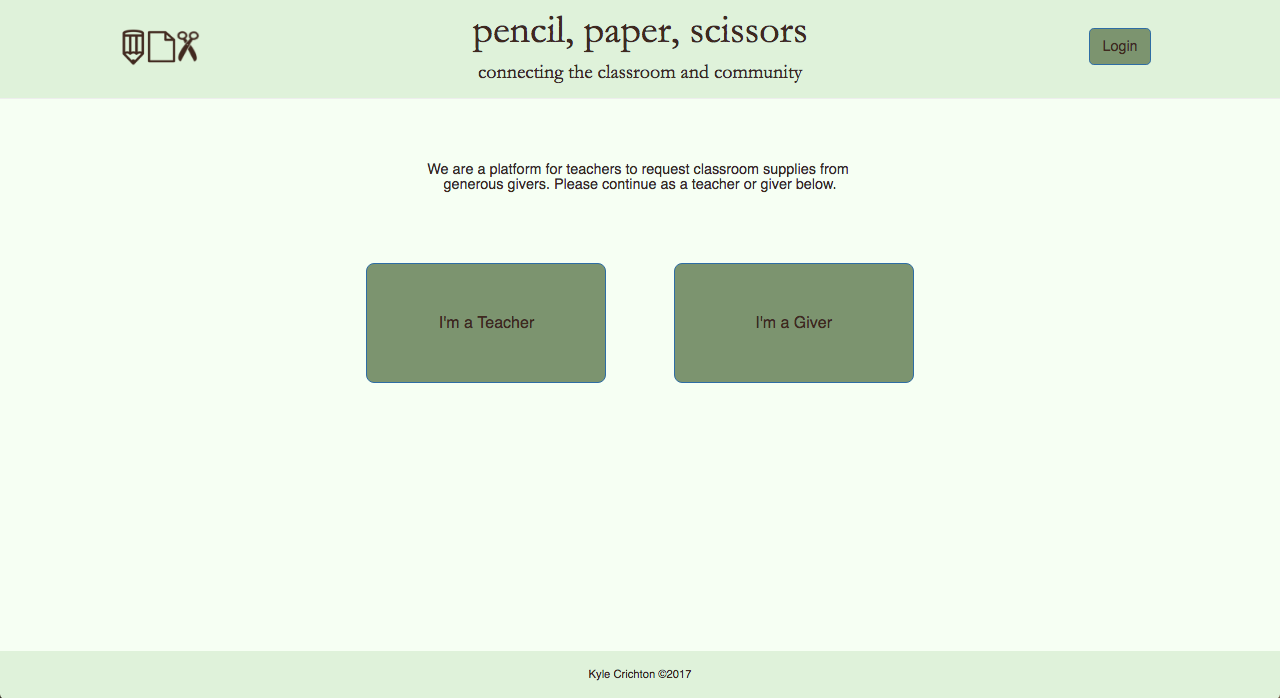 pencil, paper, scissors
connecting the classroom and community
Login
We are a platform for teachers to request classroom supplies from
generous givers. Please continue as a teacher or giver below.
I'm a Teacher
I'm a Giver
Kyle Crichton ©2017